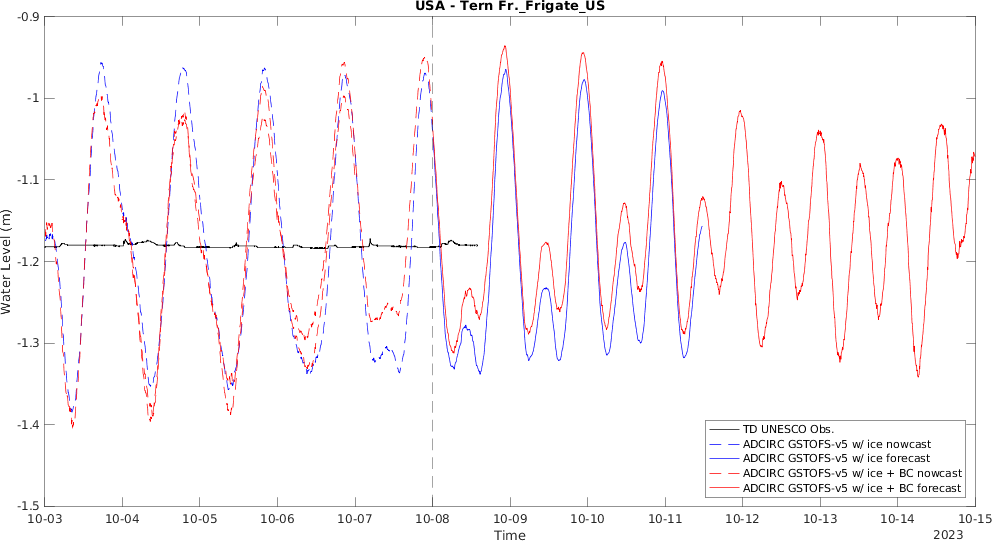 USA - Tern Fr._Frigate_US
Water Level (m)
-0.9
-1
-1.1
-1.2
-1.3
-1.4
-1.5
TD UNESCO Obs.
ADCIRC GSTOFS-v5 w/ ice nowcast
ADCIRC GSTOFS-v5 w/ ice forecast
ADCIRC GSTOFS-v5 w/ ice + BC nowcast
ADCIRC GSTOFS-v5 w/ ice + BC forecast
10-03 10-04 10-05 10-06 10-07 10-08 10-09 10-10 10-11 10-12 10-13 10-14 10-15
Time
2023